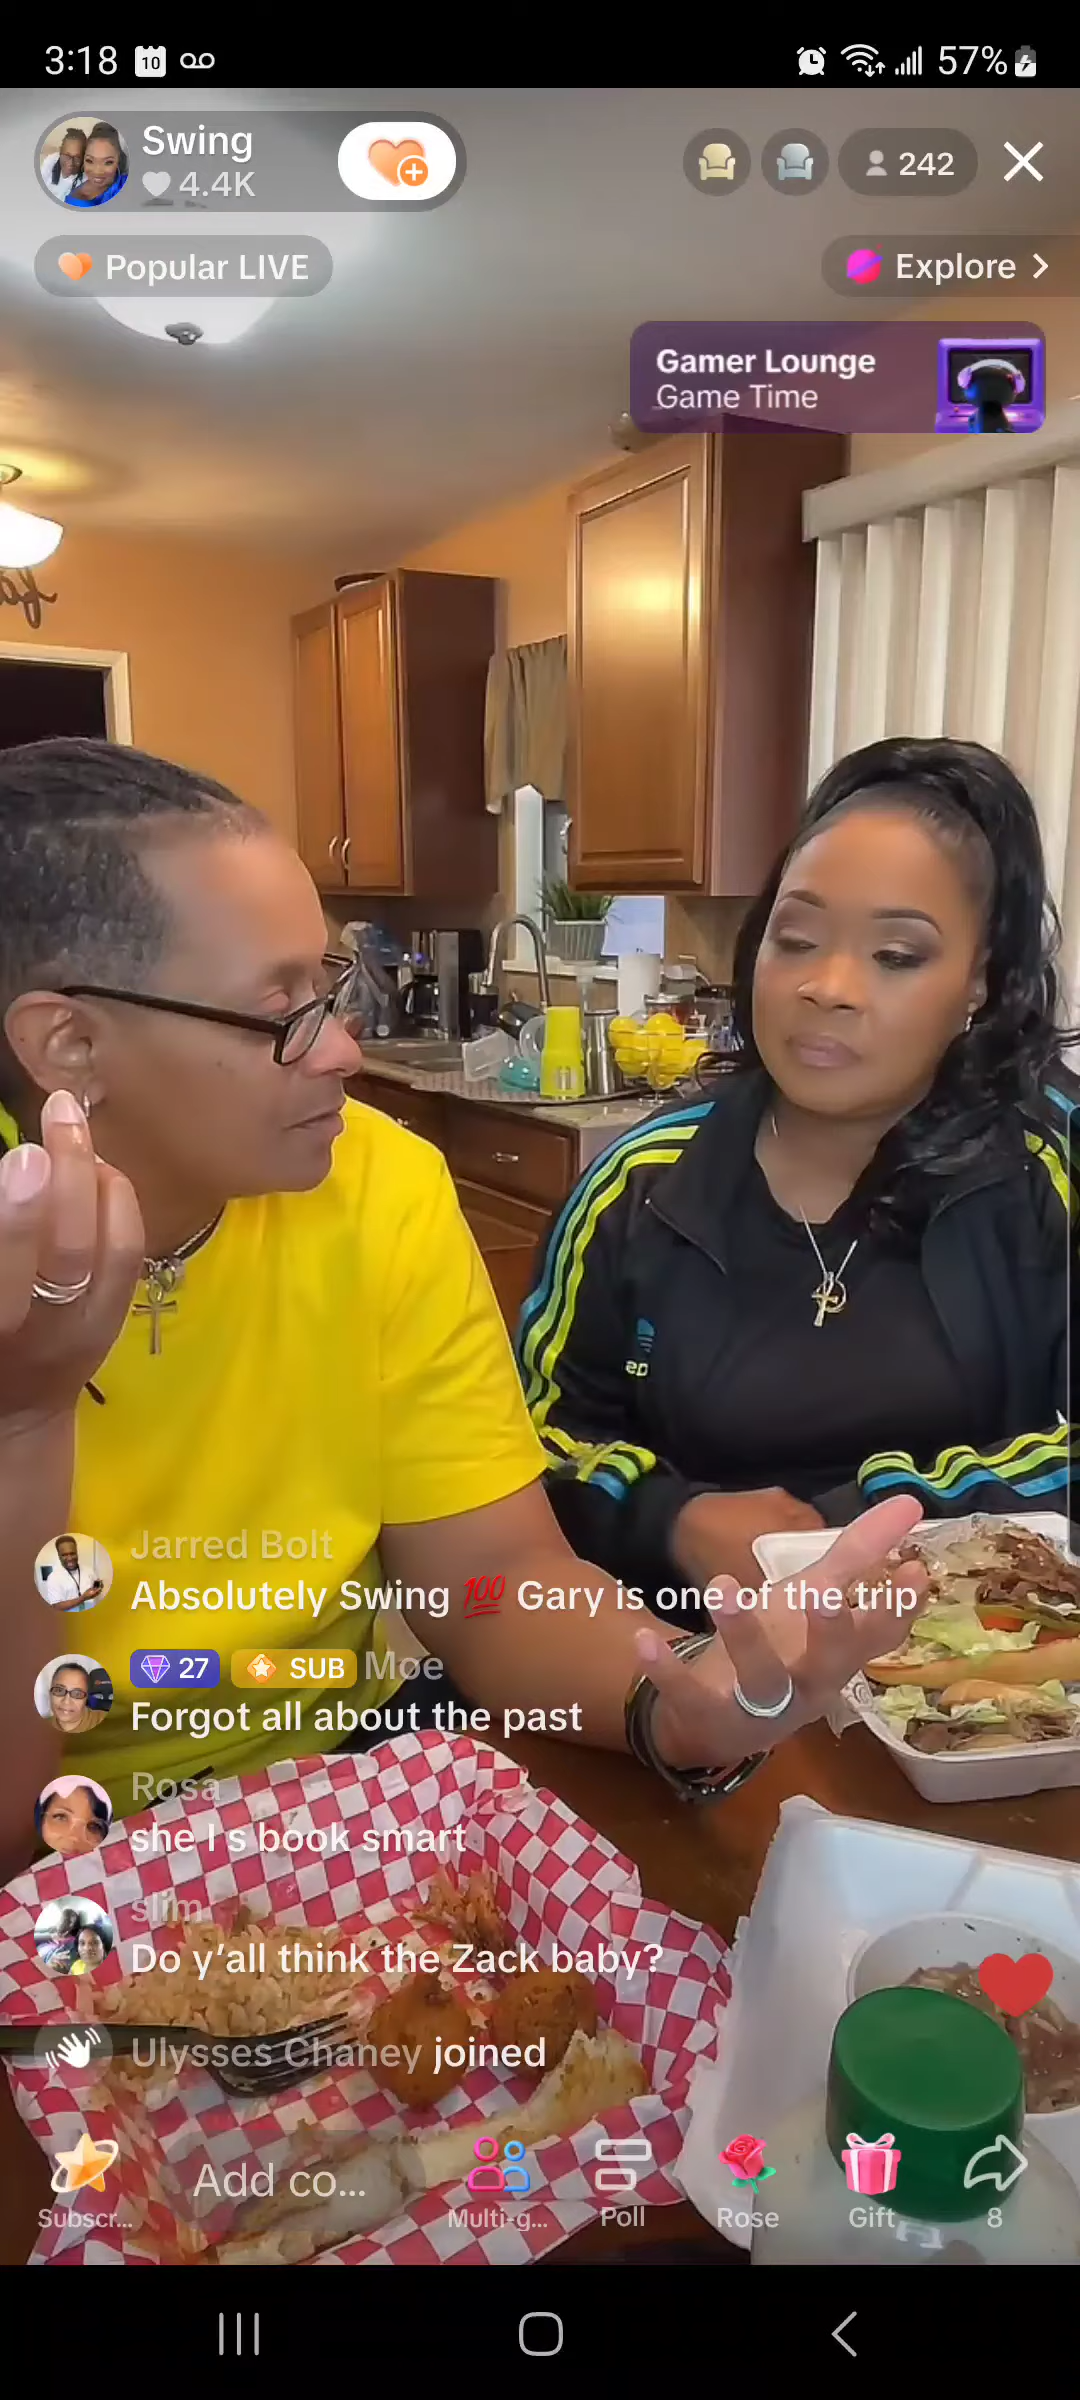 3:18 10 57%
Swing
4.4K
242
Popular LIVE
Explore
Gamer Lounge
Game Time
Jarred Bolt
Absolutely Swing 💯 Gary is one of the trip
27 SUB Moe
Forgot all about the past
Rosa
she I s book smart
slim
Do y'all think the Zack baby?
Ulysses Chaney joined
Add co...
Subscr...
Multi-g...
Poll
Rose
Gift
8